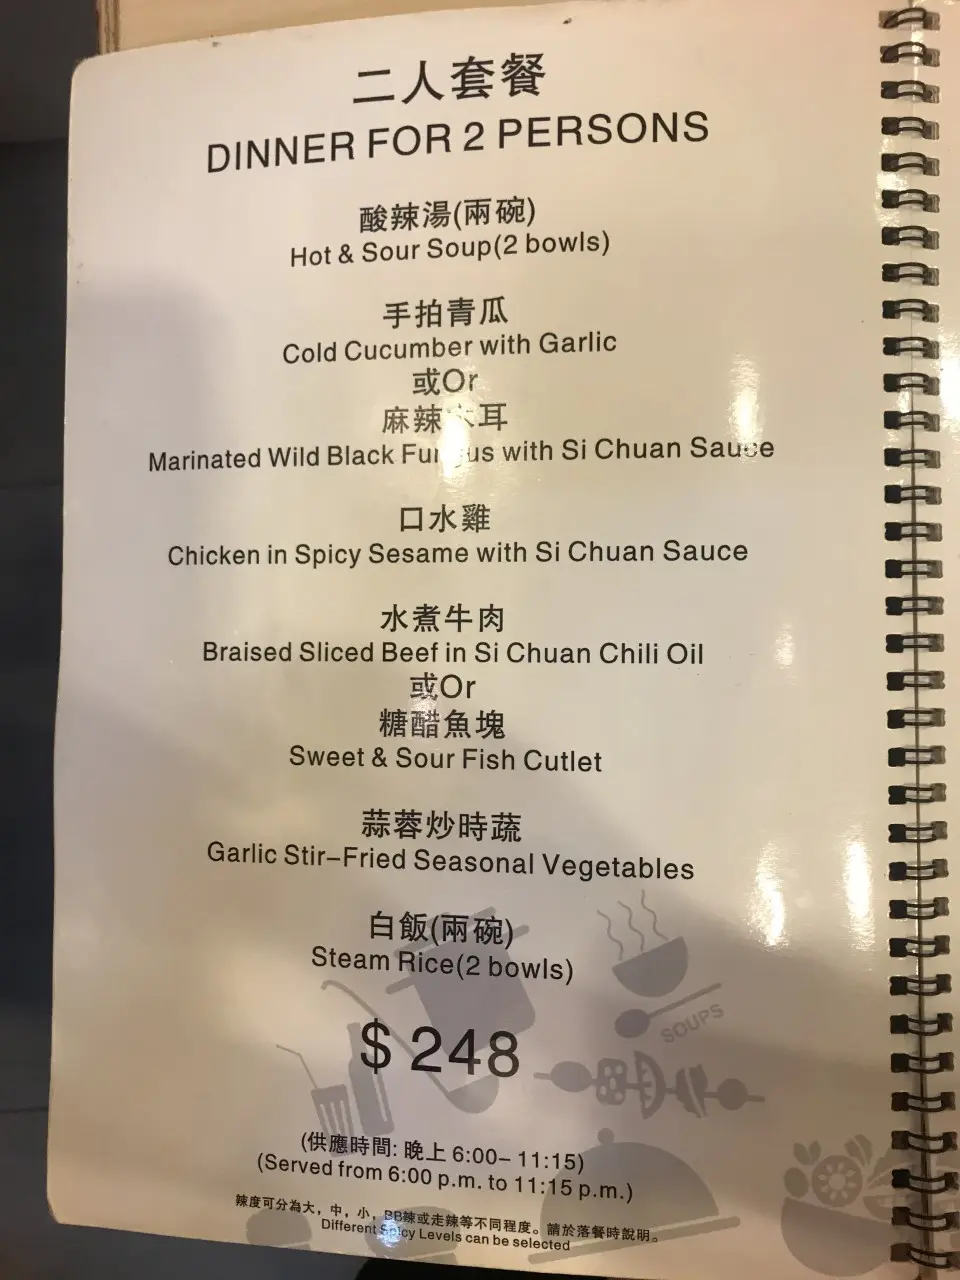 二人套餐
DINNER FOR 2 PERSONS
酸辣湯(兩碗)
Hot & Sour Soup(2 bowls)
手拍青瓜
Cold Cucumber with Garlic
或Or
麻辣木耳
Marinated Wild Black Fungus with Si Chuan Sauce
口水雞
Chicken in Spicy Sesame with Si Chuan Sauce
水煮牛肉
Braised Sliced Beef in Si Chuan Chili Oil
或Or
糖醋魚塊
Sweet & Sour Fish Cutlet
蒜蓉炒時蔬
Garlic Stir-Fried Seasonal Vegetables
白飯(兩碗)
Steam Rice(2 bowls)
SOUPS
$ 248
(供應時間: 晚上 6:00- 11:15)
(Served from 6:00 p.m. to 11:15 p.m.)
辣度可分為大，中，小，BB辣或走辣等不同程度。請於落餐時說明。
Different Spicy Levels can be selected